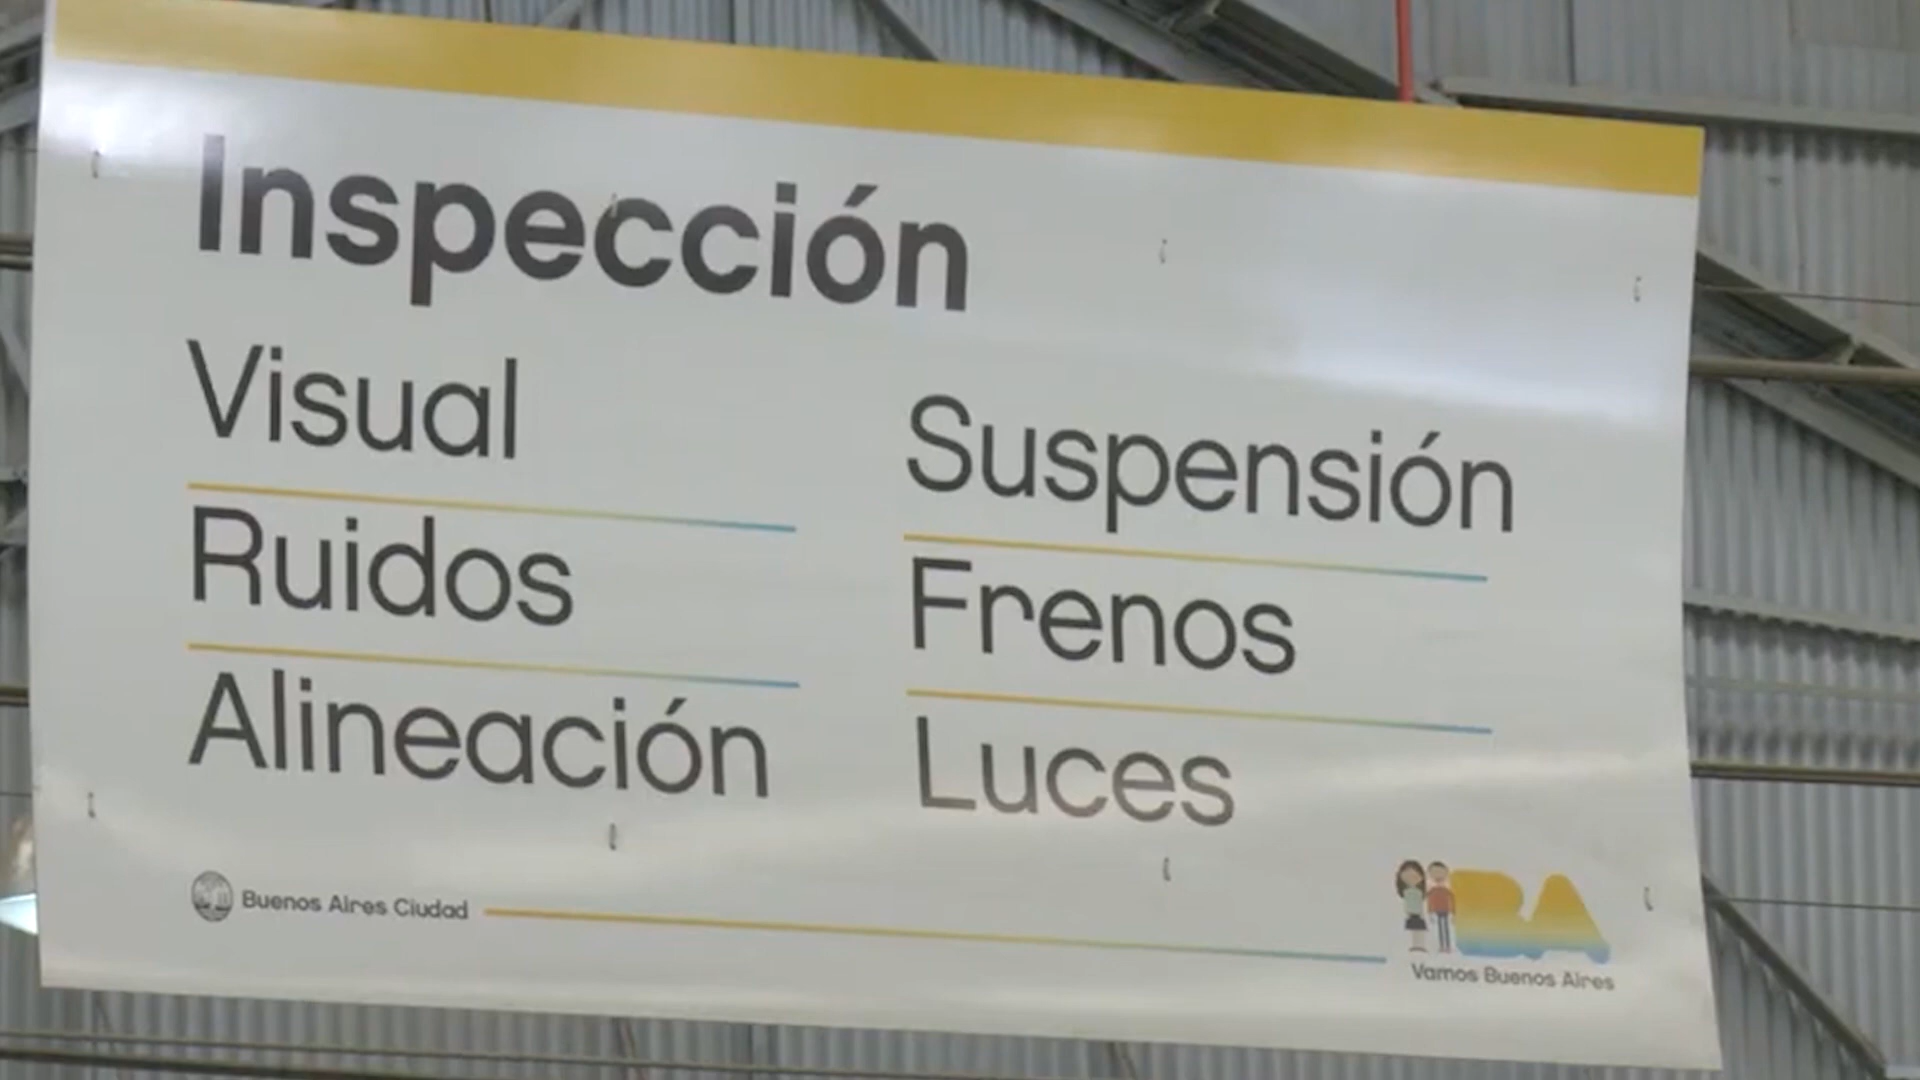 Inspección
Visual
Ruidos
Alineación
Suspensión
Frenos
Luces
Buenos Aires Ciudad
BA
Vamos Buenos Aires